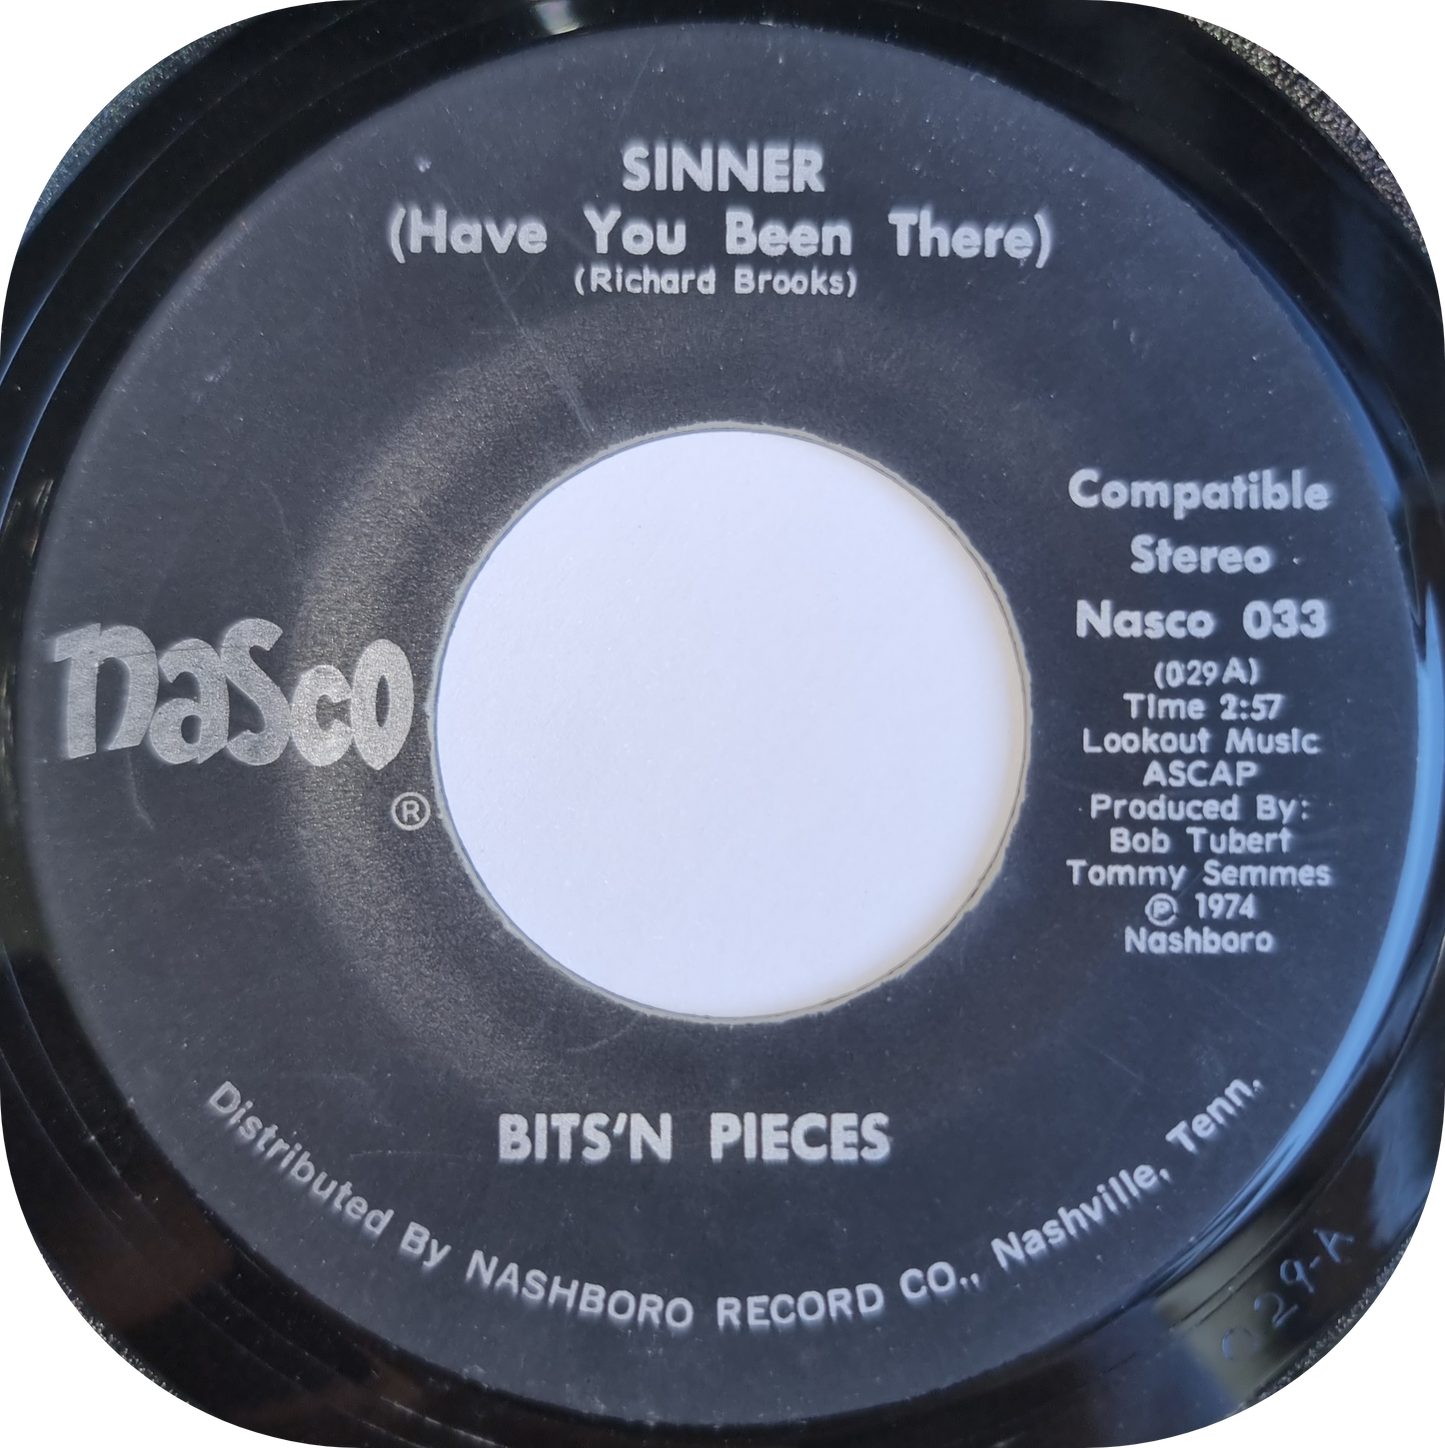 SINNER
(Have You Been There)
(Richard Brooks)
Compatible
Stereo
Nasco 033
(029 A)
Time 2:57
Lookout Music
ASCAP
Produced By:
Bob Tubert
Tommy Semmes
℗ 1974
Nashboro
nasco
®
BITS'N PIECES
Distributed By NASHBORO RECORD CO., Nashville, Tenn.
029-A